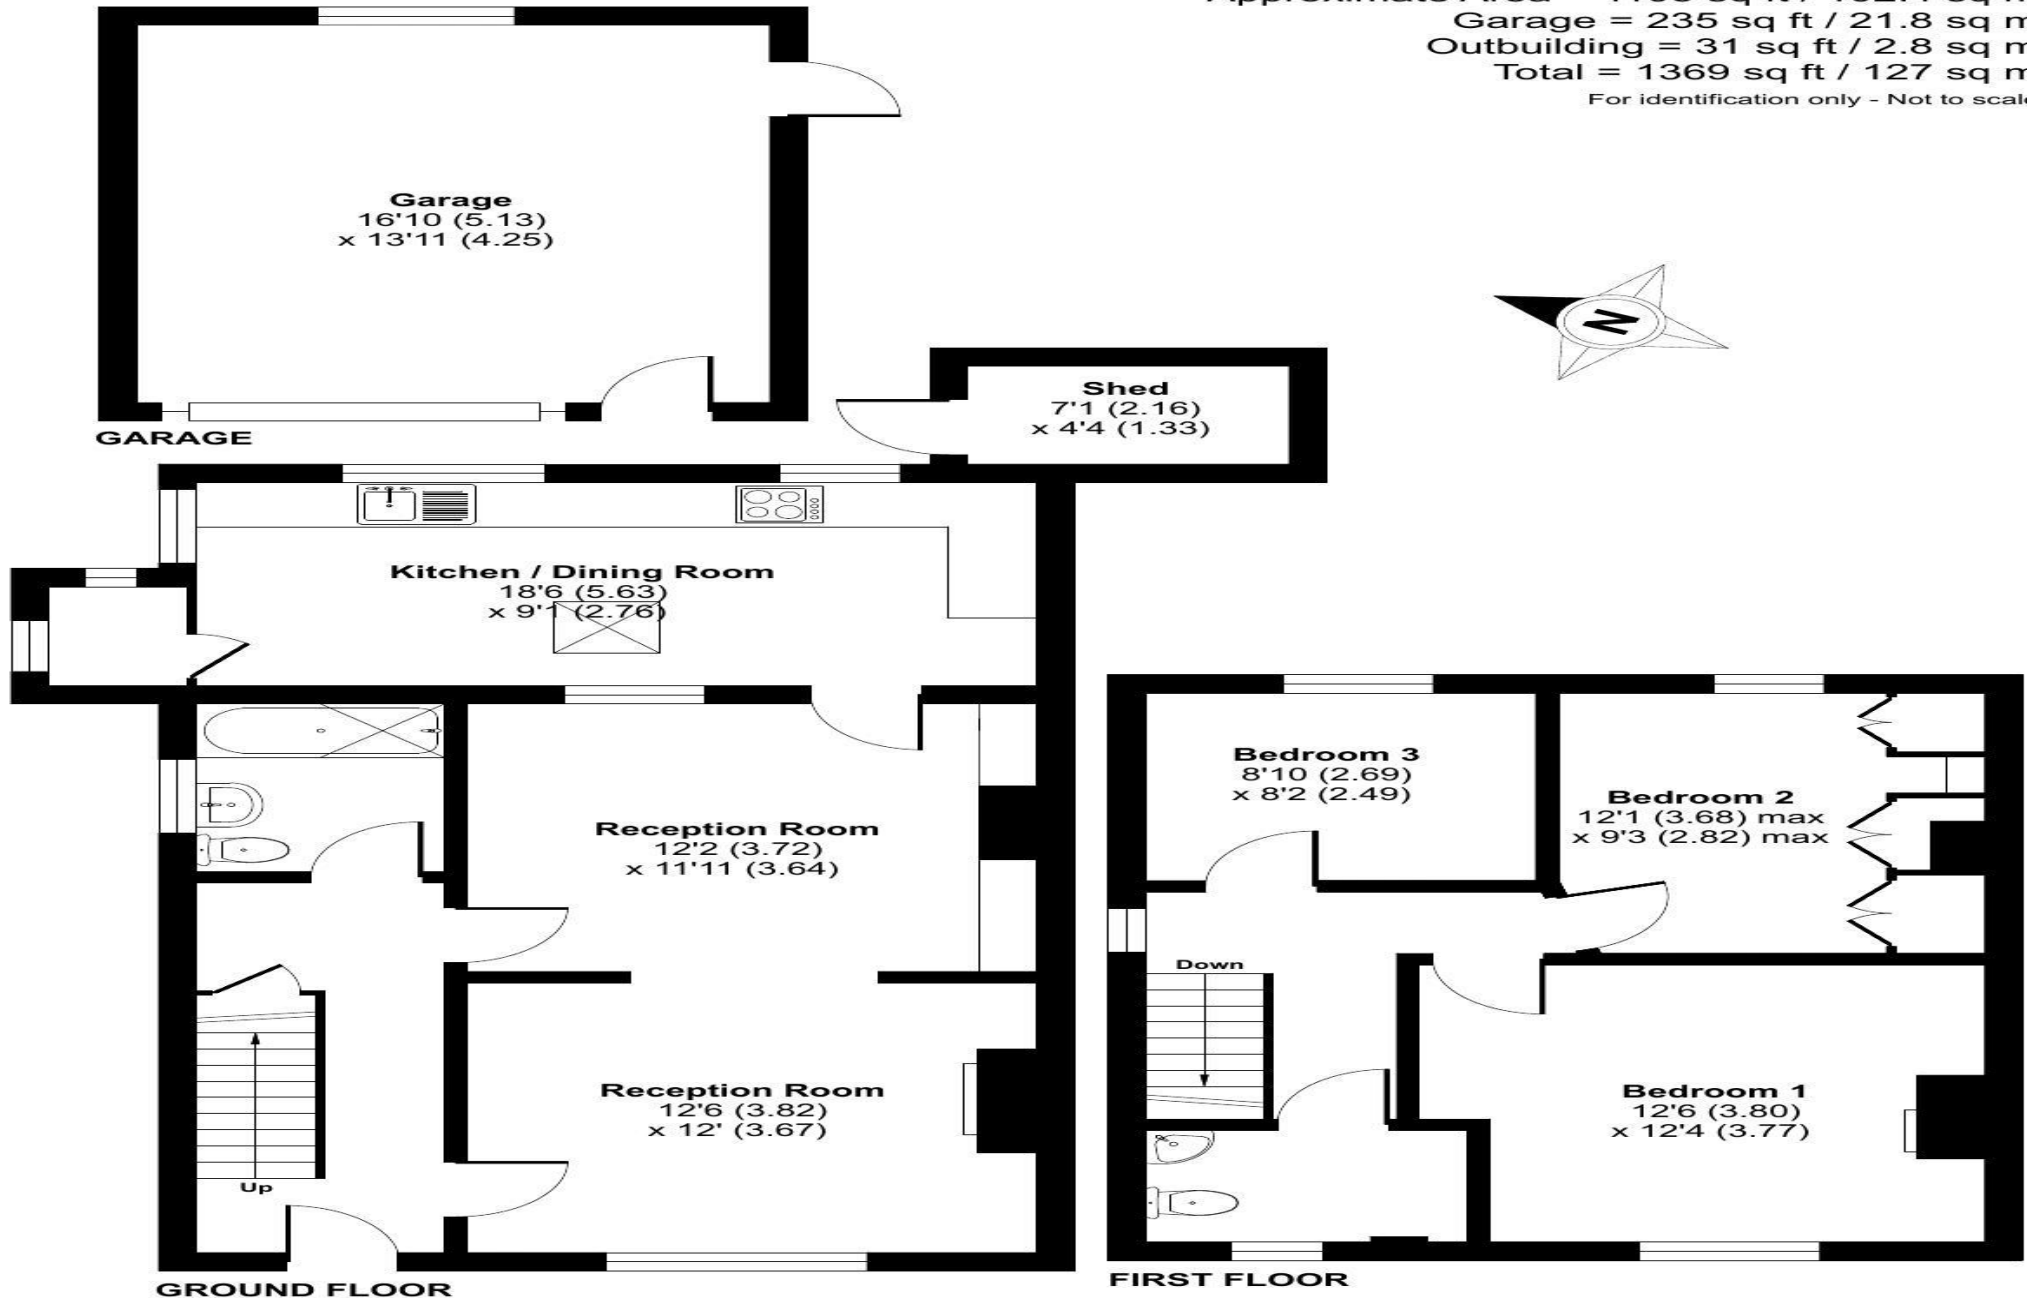 Garage = 235 sq ft / 21.8 sq m
Outbuilding = 31 sq ft / 2.8 sq m
Total = 1369 sq ft / 127 sq m
For identification only - Not to scale
Garage
16'10 (5.13)
x 13'11 (4.25)
GARAGE
N
Shed
7'1 (2.16)
x 4'4 (1.33)
Kitchen / Dining Room
18'6 (5.63)
x 9'1 (2.76)
Reception Room
12'2 (3.72)
x 11'11 (3.64)
Reception Room
12'6 (3.82)
x 12' (3.67)
Up
GROUND FLOOR
Bedroom 3
8'10 (2.69)
x 8'2 (2.49)
Bedroom 2
12'1 (3.68) max
x 9'3 (2.82) max
Down
Bedroom 1
12'6 (3.80)
x 12'4 (3.77)
FIRST FLOOR